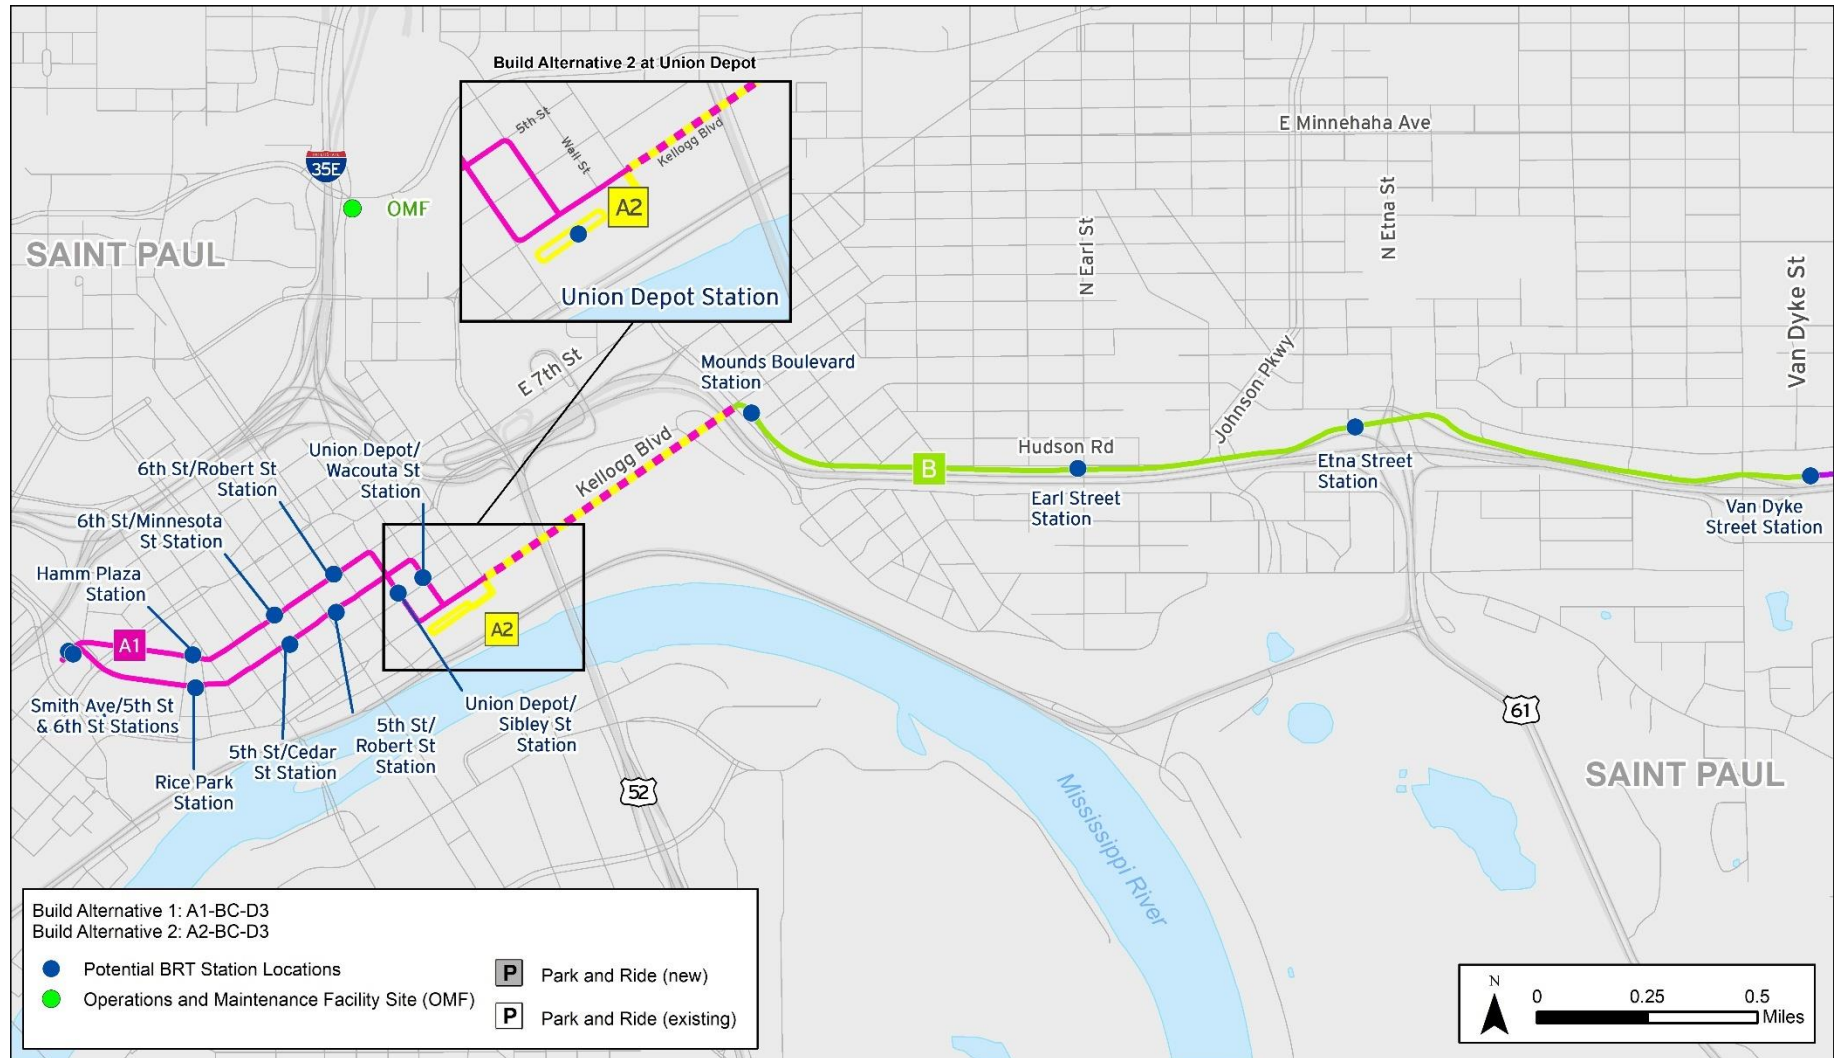 Build Alternative 2 at Union Depot
5th St
Wall St
Kellogg Blvd
A2
Union Depot Station
35E
OMF
SAINT PAUL
E Minnehaha Ave
N Etna St
N Earl St
Van Dyke St
Johnson Pkwy
E 7th St
Mounds Boulevard
Station
Kellogg Blvd
Hudson Rd
B
Etna Street
Station
Earl Street
Station
Van Dyke
Street Station
Union Depot/
Wacouta St
Station
6th St/Robert St
Station
6th St/Minnesota
St Station
Hamm Plaza
Station
A1
A2
Smith Ave/5th St
& 6th St Stations
Rice Park
Station
5th St/Cedar
St Station
5th St/
Robert St
Station
Union Depot/
Sibley St
Station
52
61
Mississippi River
SAINT PAUL
Build Alternative 1: A1-BC-D3
Build Alternative 2: A2-BC-D3
Potential BRT Station Locations
Operations and Maintenance Facility Site (OMF)
P Park and Ride (new)
P Park and Ride (existing)
N
0 0.25 0.5
Miles